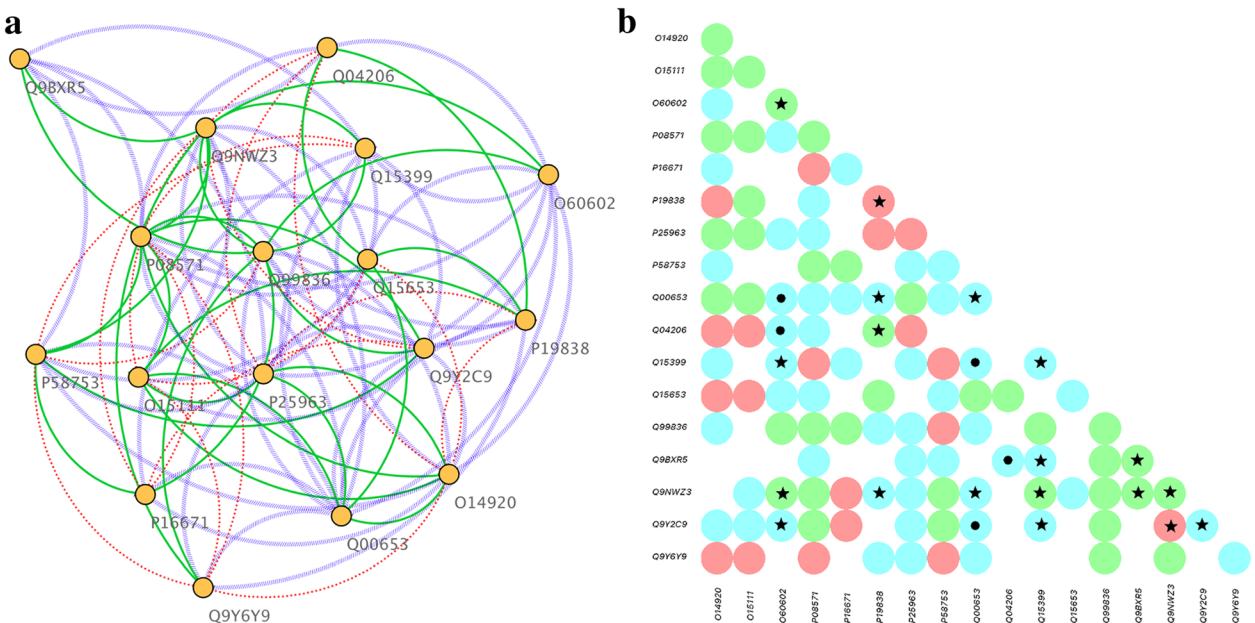 a
Q9BXR5
Q04206
Q9NWZ3
Q15399
O60602
P08571
Q99836
Q15653
P19838
Q9Y2C9
P58753
O15111
P25963
O14920
P16671
Q00653
Q9Y6Y9
b
O14920
O15111
O60602
P08571
P16671
P19838
P25963
P58753
Q00653
Q04206
Q15399
Q15653
Q99836
Q9BXR5
Q9NWZ3
Q9Y2C9
Q9Y6Y9
O14920
O15111
O60602
P08571
P16671
P19838
P25963
P58753
Q00653
Q04206
Q15399
Q15653
Q99836
Q9BXR5
Q9NWZ3
Q9Y2C9
Q9Y6Y9